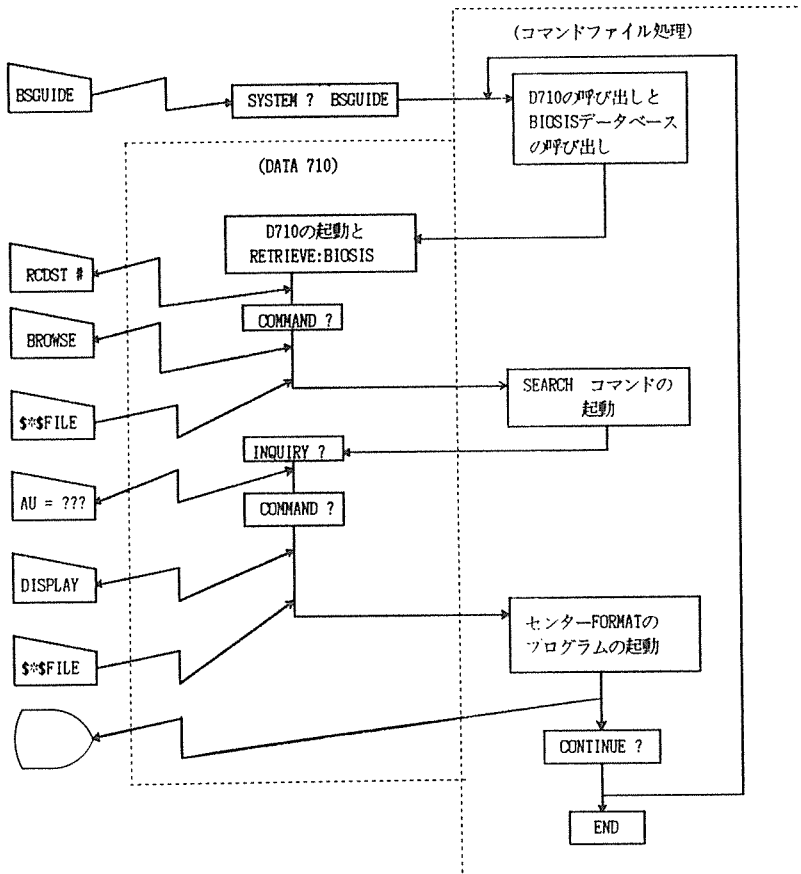 (コマンドファイル処理)
BSGUIDE
SYSTEM ? BSGUIDE
D710の呼び出しと
BIOSISデータベース
の呼び出し
(DATA 710)
D710の起動と
RETRIEVE:BIOSIS
RCDST #
COMMAND ?
BROWSE
SEARCH コマンドの
起動
$*$FILE
INQUIRY ?
AU = ???
COMMAND ?
DISPLAY
センターFORMATの
プログラムの起動
$*$FILE
CONTINUE ?
END